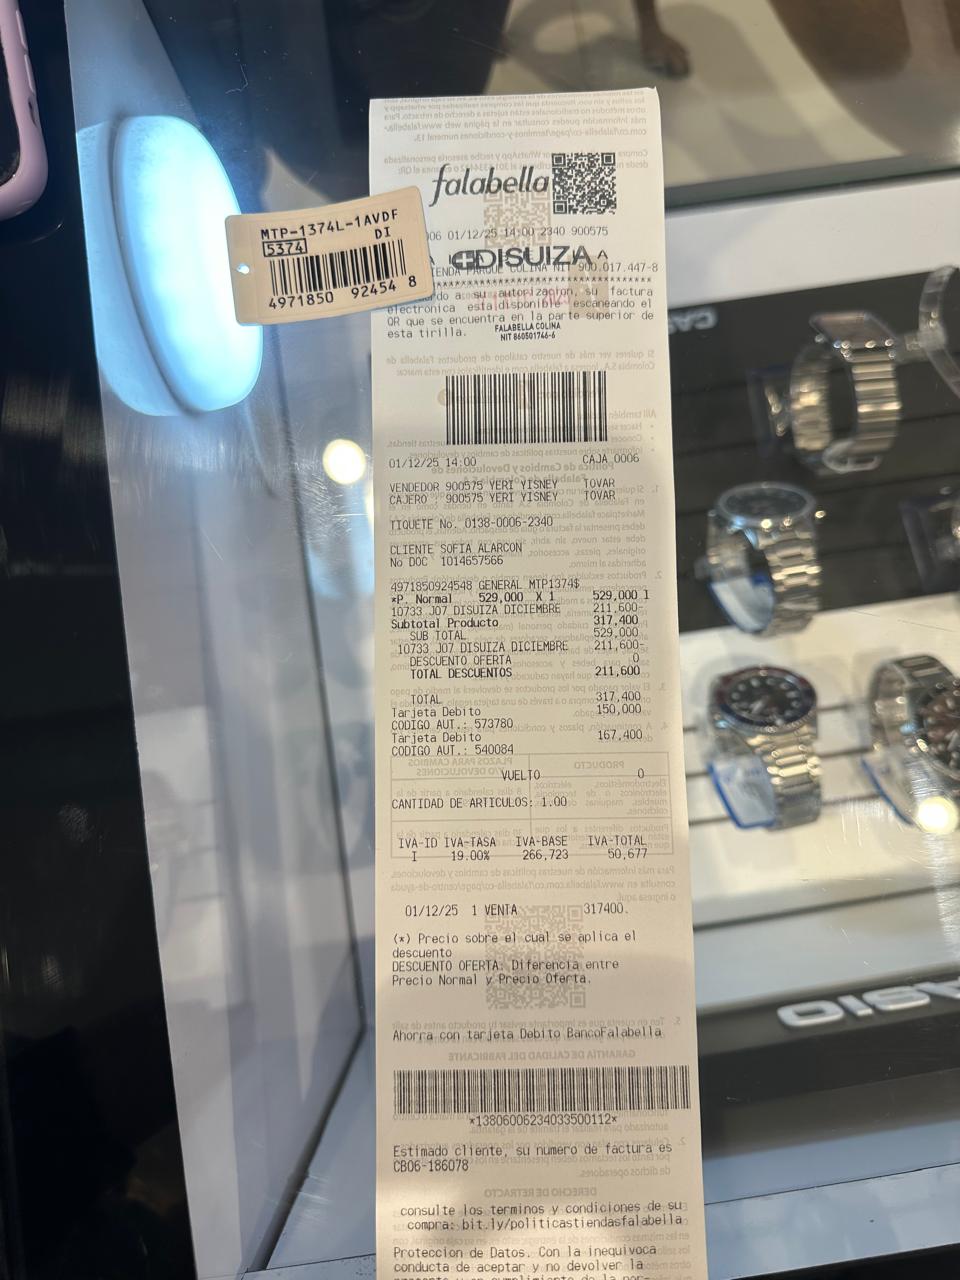 MTP-1374L-1AVDF
5374 DI
4971850 92454 8
falabella
006 01/12/25 14:00 2340 900575
DISUIZA
TIENDA PARQUE COLINA NIT 900.017.447-8
*******************************
a su autorizacion, su factura
electronica esta disponible escaneando el
QR que se encuentra en la parte superior de
esta tirilla.
FALABELLA COLINA
NIT 860501746-6
01/12/25 14:00 CAJA 0006
VENDEDOR 900575 YERI YISNEY TOVAR
CAJERO : 900575 YERI YISNEY TOVAR
TIQUETE No. 0138-0006-2340
CLIENTE SOFIA ALARCON
No DOC 1014657566
4971850924548 GENERAL MTP1374$
*P. Normal 529,000 X 1 529,000 I
10733 J07 DISUIZA DICIEMBRE 211,600-
Subtotal Producto 317,400
SUB TOTAL 529,000
10733 J07 DISUIZA DICIEMBRE 211,600-
DESCUENTO OFERTA 0
TOTAL DESCUENTOS 211,600
TOTAL 317,400
Tarjeta Debito 150,000
CODIGO AUT.: 573780
Tarjeta Debito 167,400
CODIGO AUT.: 540084
VUELTO 0
CANTIDAD DE ARTICULOS: 1.00
IVA-ID IVA-TASA IVA-BASE IVA-TOTAL
I 19.00% 266,723 50,677
01/12/25 1 VENTA 317400.
(*) Precio sobre el cual se aplica el
descuento
DESCUENTO OFERTA: Diferencia entre
Precio Normal y Precio Oferta.
Ahorra con tarjeta Debito BancoFalabella
*13806006234033500112*
Estimado cliente, su numero de factura es
CB06-186078
consulte los terminos y condiciones de su
compra: bit.ly/politicastiendasfalabella
Proteccion de Datos. Con la inequivoca
conducta de aceptar y no devolver la
CASIO